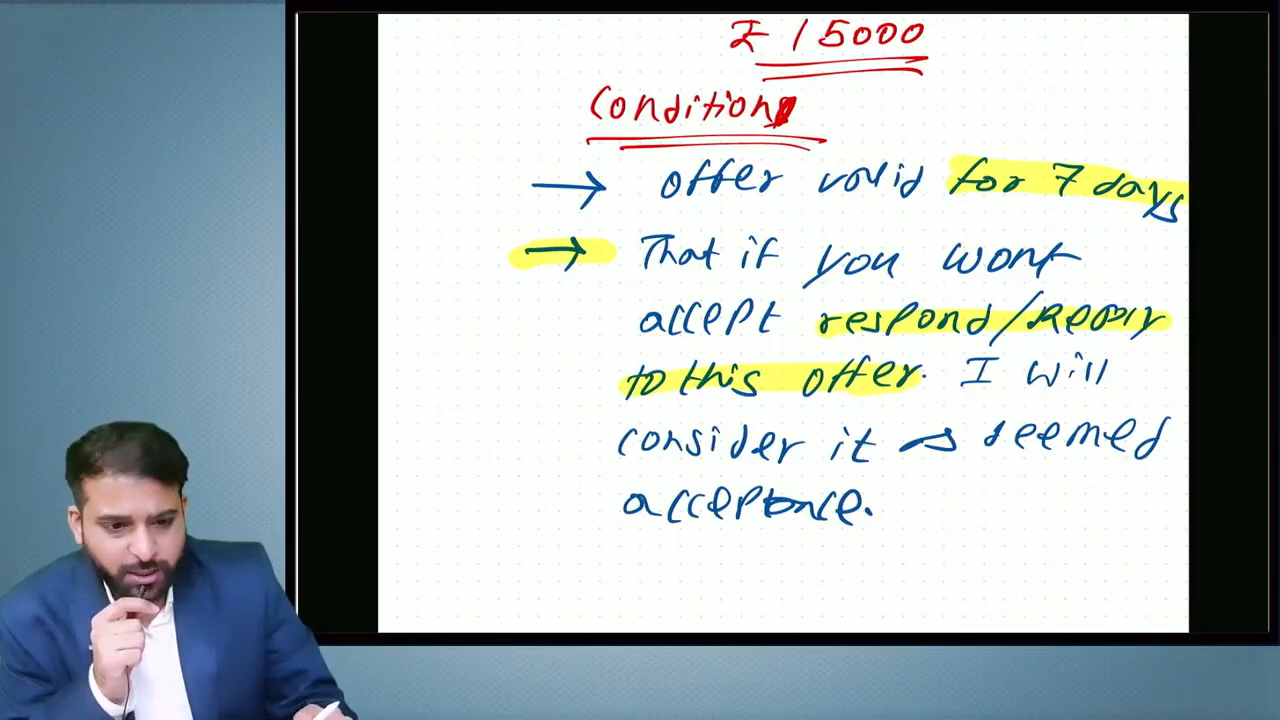 ₹ 15000
Conditions
→ offer valid for 7 days
→ That if you wont
accept respond/reply
to this offer. I will
consider it as deemed
acceptance.